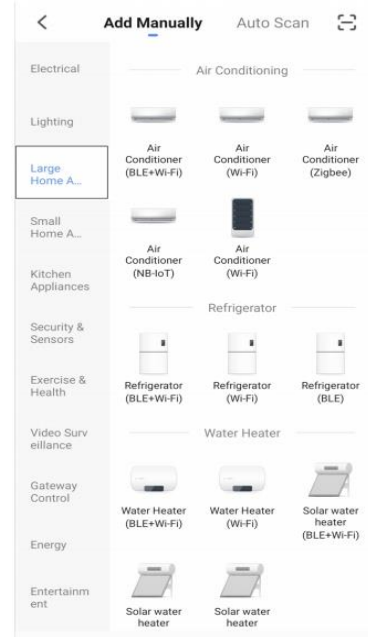 Add Manually Auto Scan
Electrical
Lighting
Large
Home A...
Small
Home A...
Kitchen
Appliances
Security &
Sensors
Exercise &
Health
Video Surv
eillance
Gateway
Control
Energy
Entertainm
ent
Air Conditioning
Air
Conditioner
(BLE+Wi-Fi)
Air
Conditioner
(Wi-Fi)
Air
Conditioner
(Zigbee)
Air
Conditioner
(NB-IoT)
Air
Conditioner
(Wi-Fi)
Refrigerator
Refrigerator
(BLE+Wi-Fi)
Refrigerator
(Wi-Fi)
Refrigerator
(BLE)
Water Heater
Water Heater
(BLE+Wi-Fi)
Water Heater
(Wi-Fi)
Solar water
heater
(BLE+Wi-Fi)
Solar water
heater
Solar water
heater